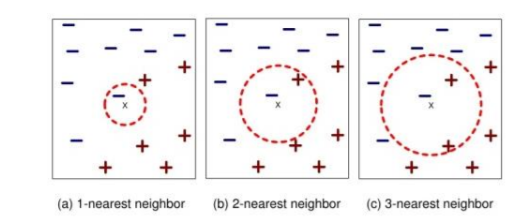 x
x
x
(a) 1-nearest neighbor
(b) 2-nearest neighbor
(c) 3-nearest neighbor